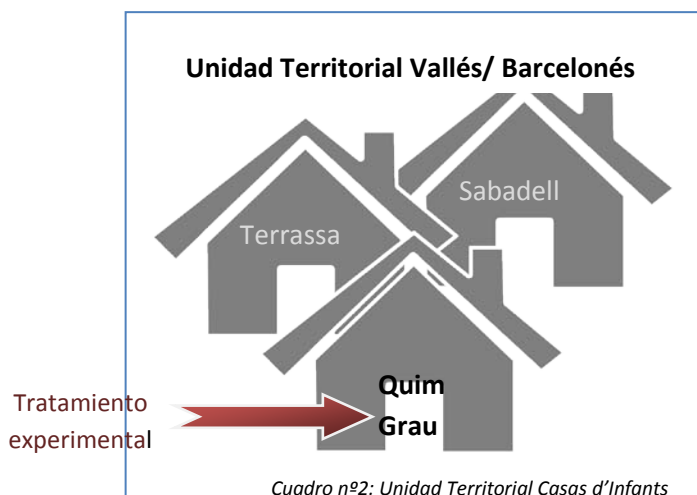 Unidad Territorial Vallés/ Barcelonés
Sabadell
Terrassa
Quim
Grau
Tratamiento
experimental
Cuadro nº2: Unidad Territorial Casas d’Infants